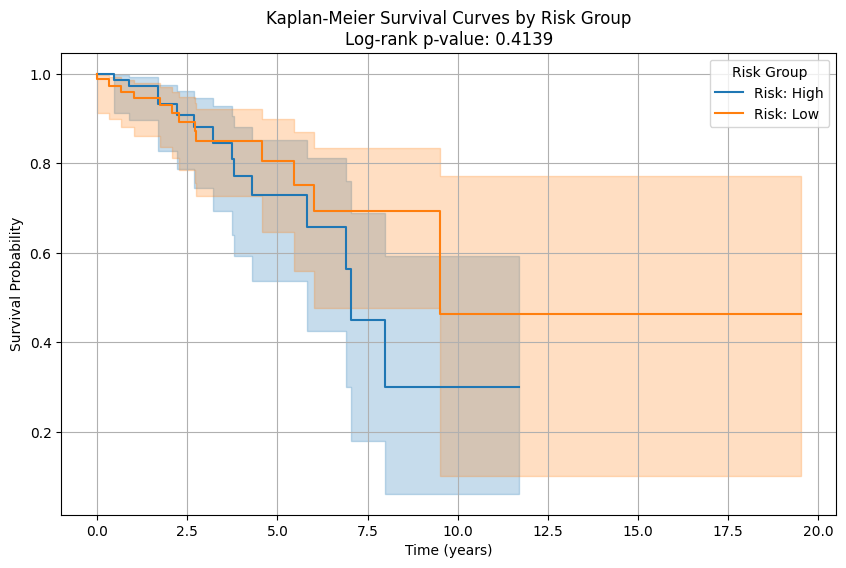 Kaplan-Meier Survival Curves by Risk Group
Log-rank p-value: 0.4139
Risk Group
Risk: High
Risk: Low
Survival Probability
1.0
0.8
0.6
0.4
0.2
0.0 2.5 5.0 7.5 10.0 12.5 15.0 17.5 20.0
Time (years)